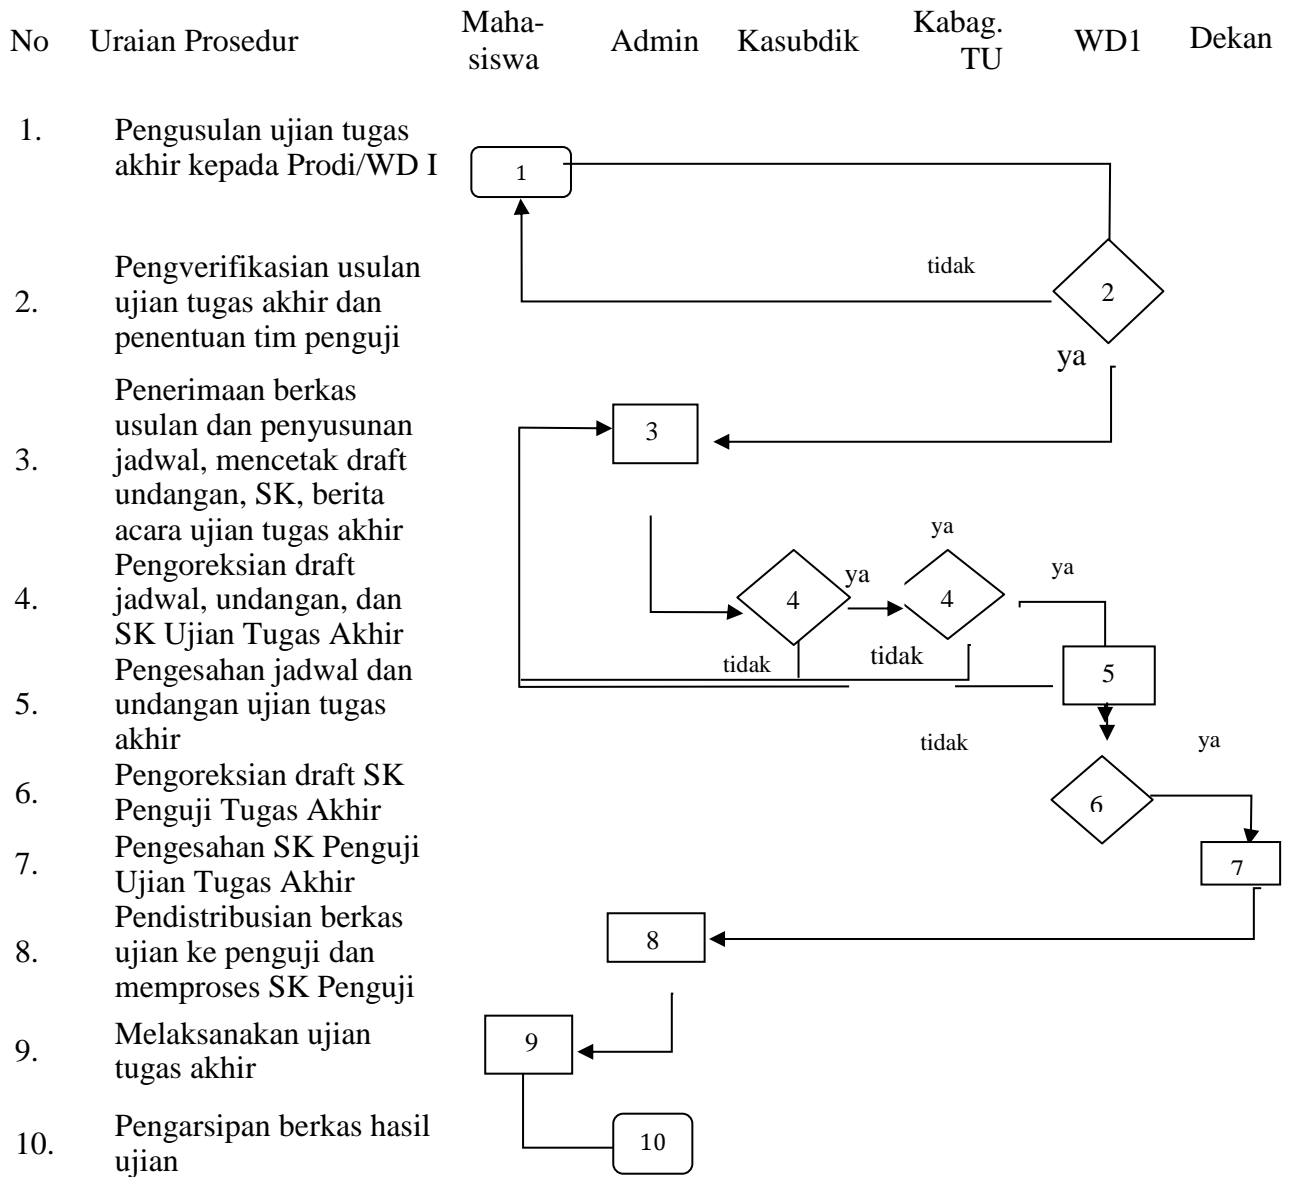 No Uraian Prosedur Maha-
siswa Admin Kasubdik Kabag.
TU WD1 Dekan
1. Pengusulan ujian tugas
akhir kepada Prodi/WD I
1
Pengverifikasian usulan
2. ujian tugas akhir dan
penentuan tim penguji
tidak
2
ya
Penerimaan berkas
usulan dan penyusunan
3. jadwal, mencetak draft
undangan, SK, berita
acara ujian tugas akhir
3
ya
Pengoreksian draft
4. jadwal, undangan, dan
SK Ujian Tugas Akhir
4 ya 4 ya
tidak tidak
Pengesahan jadwal dan
5. undangan ujian tugas
akhir
5
tidak ya
6. Pengoreksian draft SK
Penguji Tugas Akhir
6
7. Pengesahan SK Penguji
Ujian Tugas Akhir
7
Pendistribusian berkas
8. ujian ke penguji dan
memproses SK Penguji
8
9. Melaksanakan ujian
tugas akhir
9
10. Pengarsipan berkas hasil
ujian
10